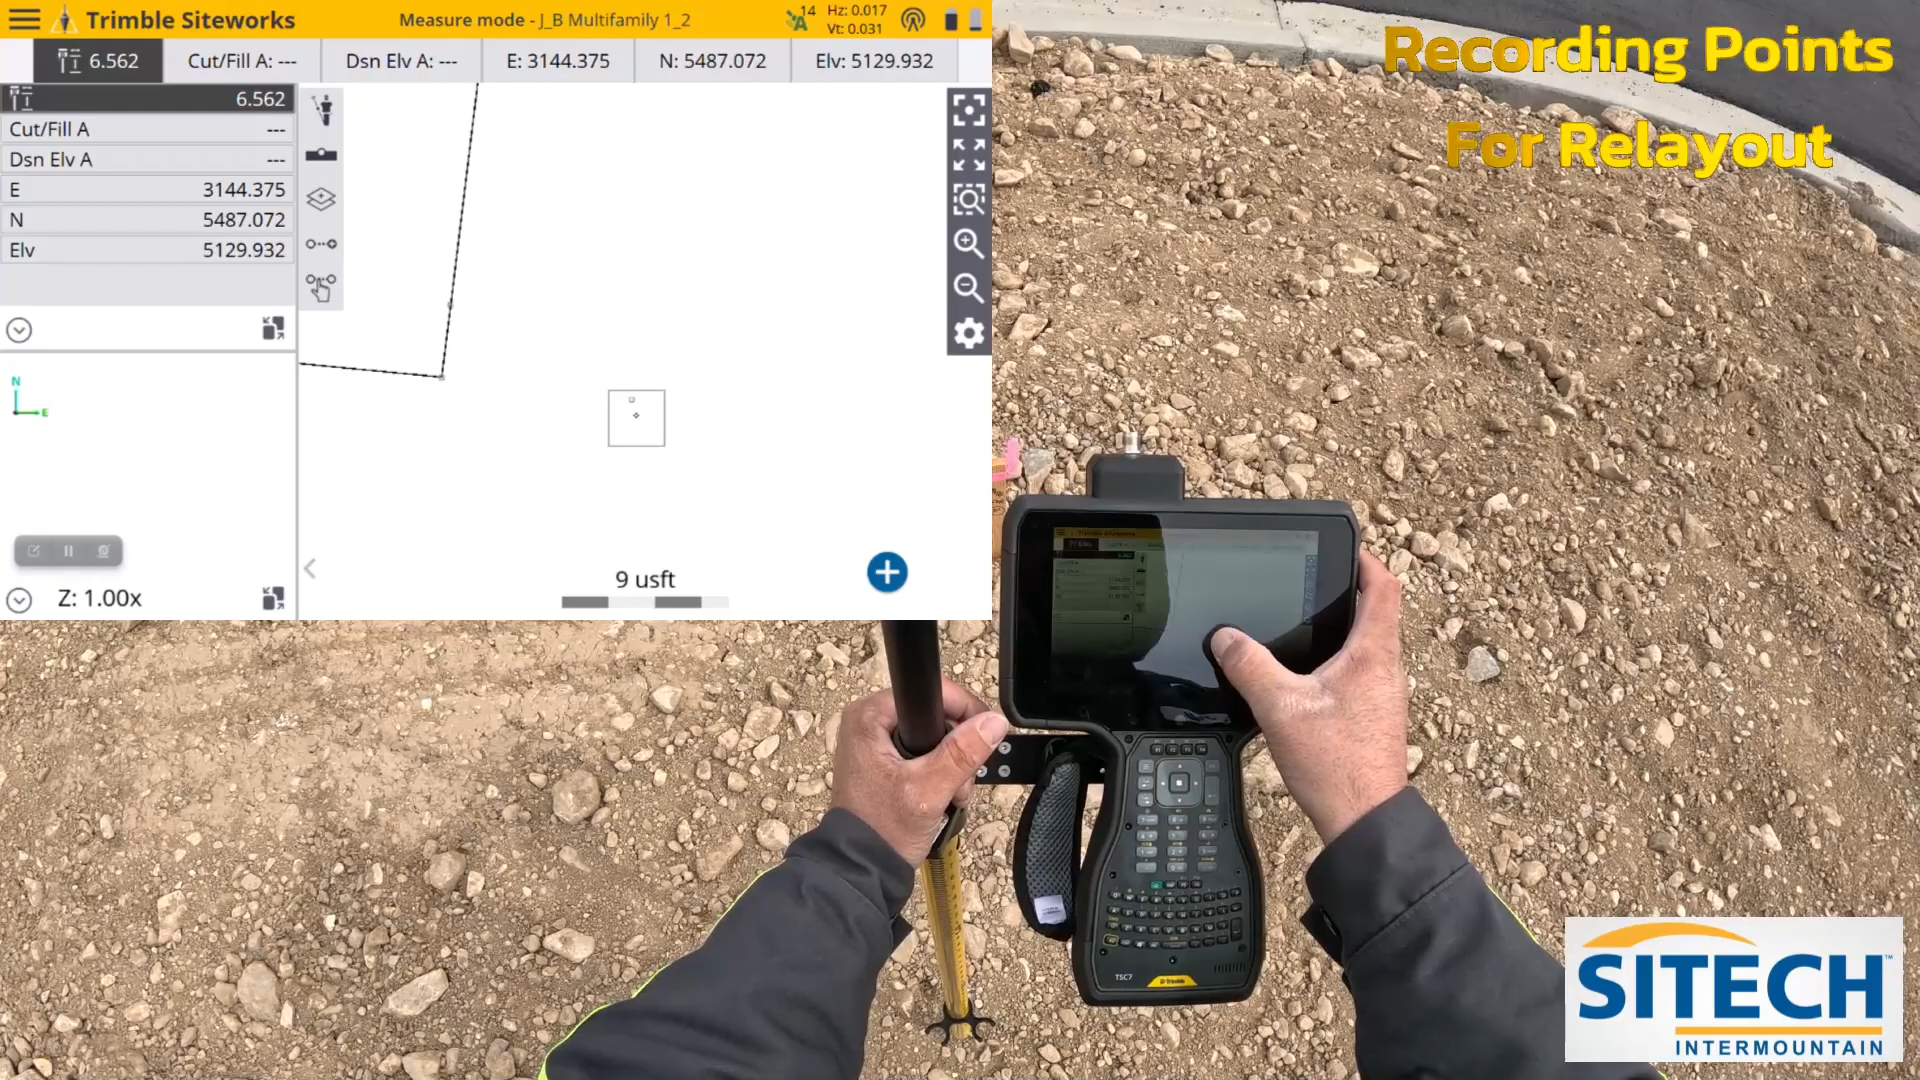 Trimble Siteworks
Measure mode - J_B Multifamily 1_2
14
Hz: 0.017
Vt: 0.031
6.562
Cut/Fill A: ---
Dsn Elv A: ---
E: 3144.375
N: 5487.072
Elv: 5129.932
6.562
Cut/Fill A ---
Dsn Elv A ---
E 3144.375
N 5487.072
Elv 5129.932
N
E
Z: 1.00x
9 usft
Recording Points
For Relayout
TSC7
Trimble
SITECH
INTERMOUNTAIN